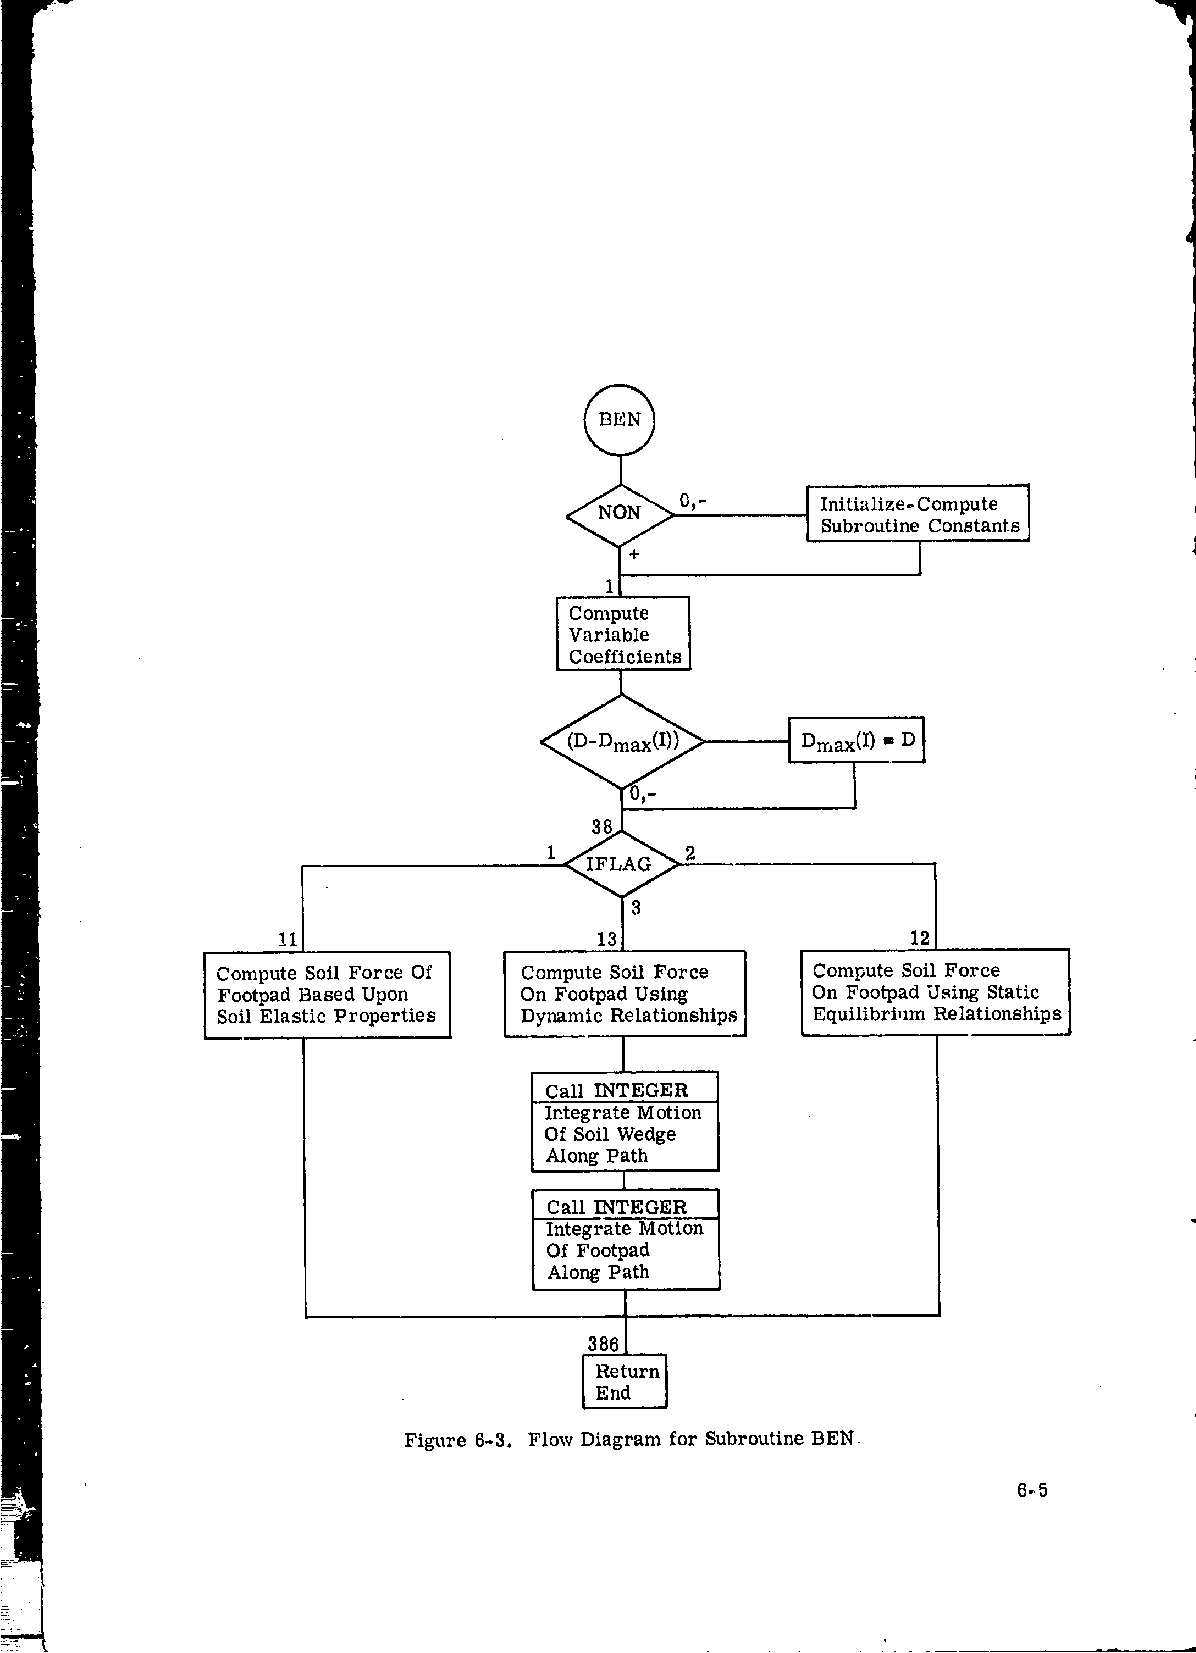 BEN
NON
0,-
Initialize-Compute
Subroutine Constants
+
1
Compute
Variable
Coefficients
(D-Dmax(I))
Dmax(I) = D
0,-
38
IFLAG
1
2
3
11
13
12
Compute Soil Force Of
Footpad Based Upon
Soil Elastic Properties
Compute Soil Force
On Footpad Using
Dynamic Relationships
Compute Soil Force
On Footpad Using Static
Equilibrium Relationships
Call INTEGER
Integrate Motion
Of Soil Wedge
Along Path
Call INTEGER
Integrate Motion
Of Footpad
Along Path
386
Return
End
Figure 6-3. Flow Diagram for Subroutine BEN.
6-5